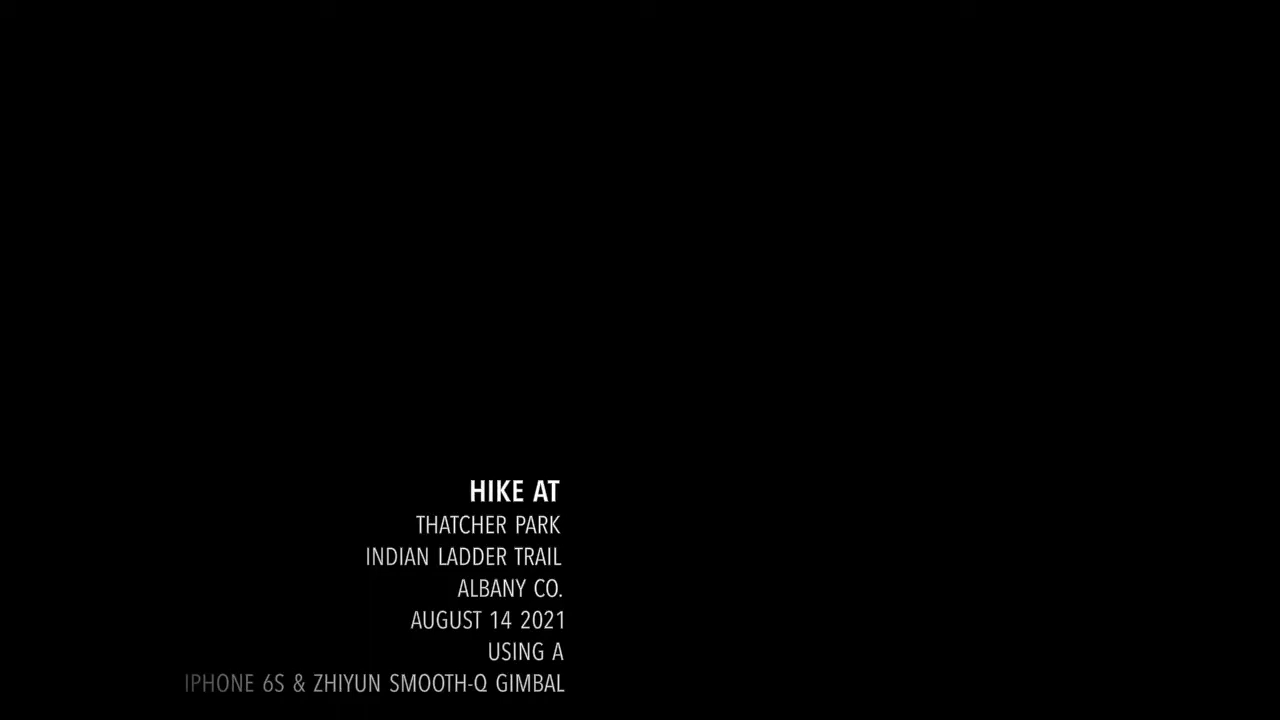 HIKE AT
THATCHER PARK
INDIAN LADDER TRAIL
ALBANY CO.
AUGUST 14 2021
USING A
IPHONE 6S & ZHIYUN SMOOTH-Q GIMBAL